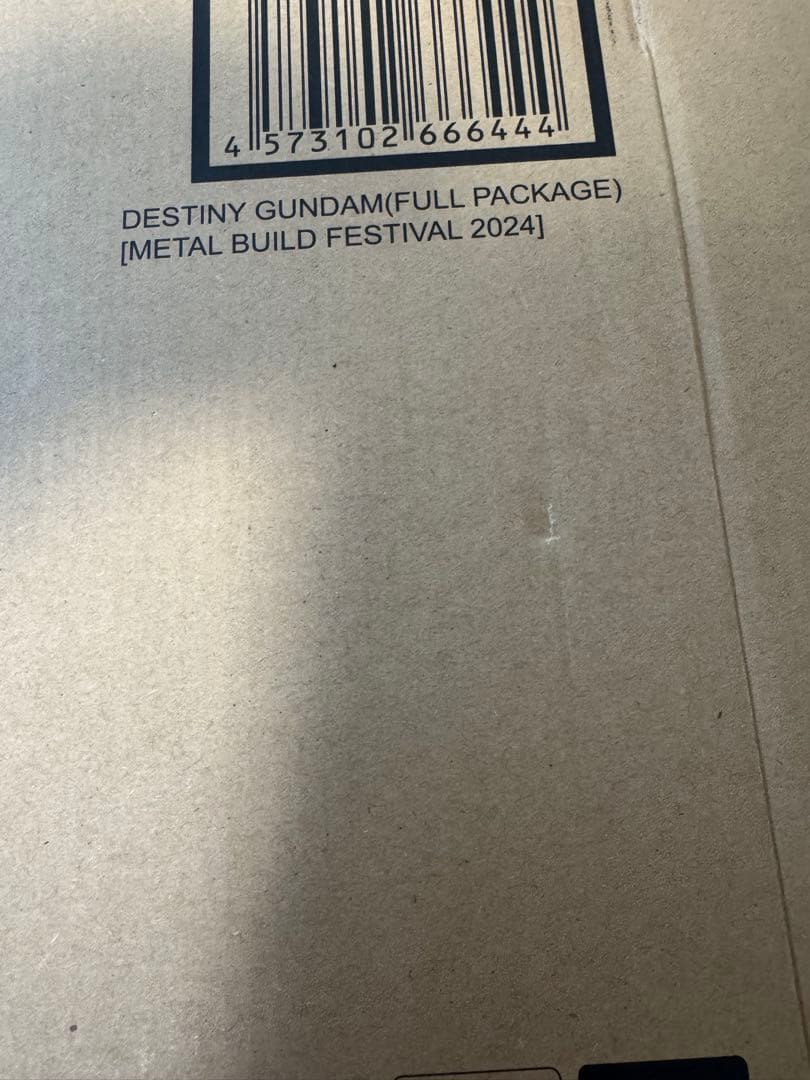 4 573102 666444
DESTINY GUNDAM(FULL PACKAGE)
[METAL BUILD FESTIVAL 2024]